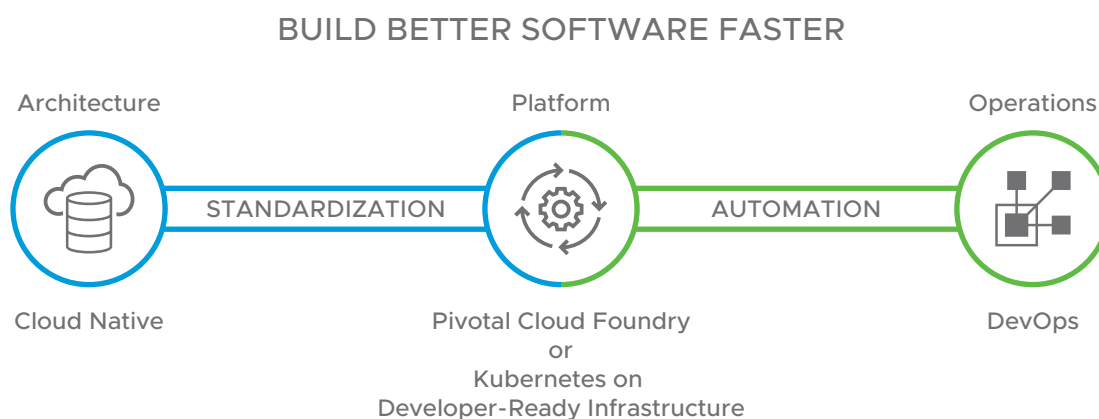 BUILD BETTER SOFTWARE FASTER
Architecture
Platform
Operations
STANDARDIZATION
AUTOMATION
Cloud Native
Pivotal Cloud Foundry
or
Kubernetes on
Developer-Ready Infrastructure
DevOps